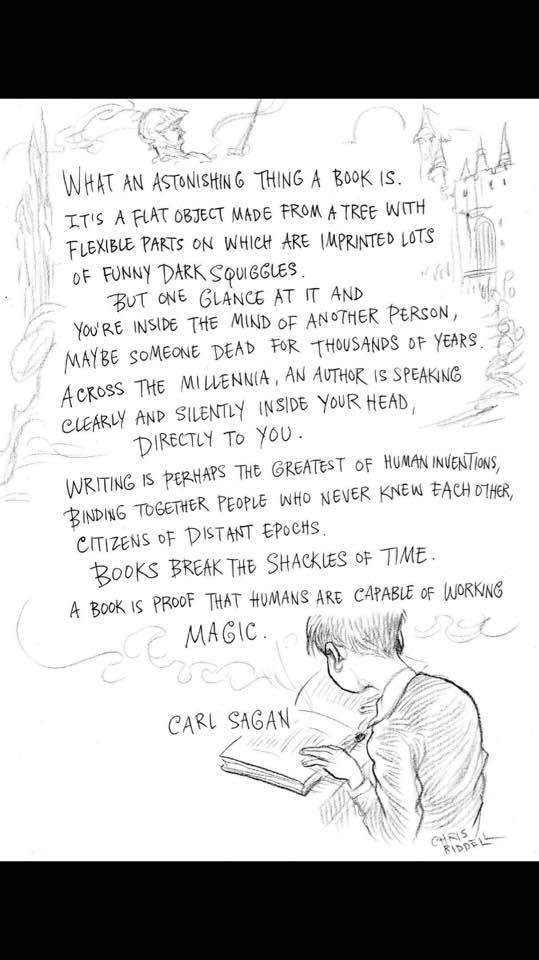 WHAT AN ASTONISHING THING A BOOK IS.
IT'S A FLAT OBJECT MADE FROM A TREE WITH
FLEXIBLE PARTS ON WHICH ARE IMPRINTED LOTS
OF FUNNY DARK SQUIGGLES.
BUT ONE GLANCE AT IT AND
YOU'RE INSIDE THE MIND OF ANOTHER PERSON,
MAYBE SOMEONE DEAD FOR THOUSANDS OF YEARS.
ACROSS THE MILLENNIA, AN AUTHOR IS SPEAKING
CLEARLY AND SILENTLY INSIDE YOUR HEAD,
DIRECTLY TO YOU.
WRITING IS PERHAPS THE GREATEST OF HUMAN INVENTIONS,
BINDING TOGETHER PEOPLE WHO NEVER KNEW EACH OTHER,
CITIZENS OF DISTANT EPOCHS.
BOOKS BREAK THE SHACKLES OF TIME.
A BOOK IS PROOF THAT HUMANS ARE CAPABLE OF WORKING
MAGIC.
CARL SAGAN
CHRIS
RIDDELL